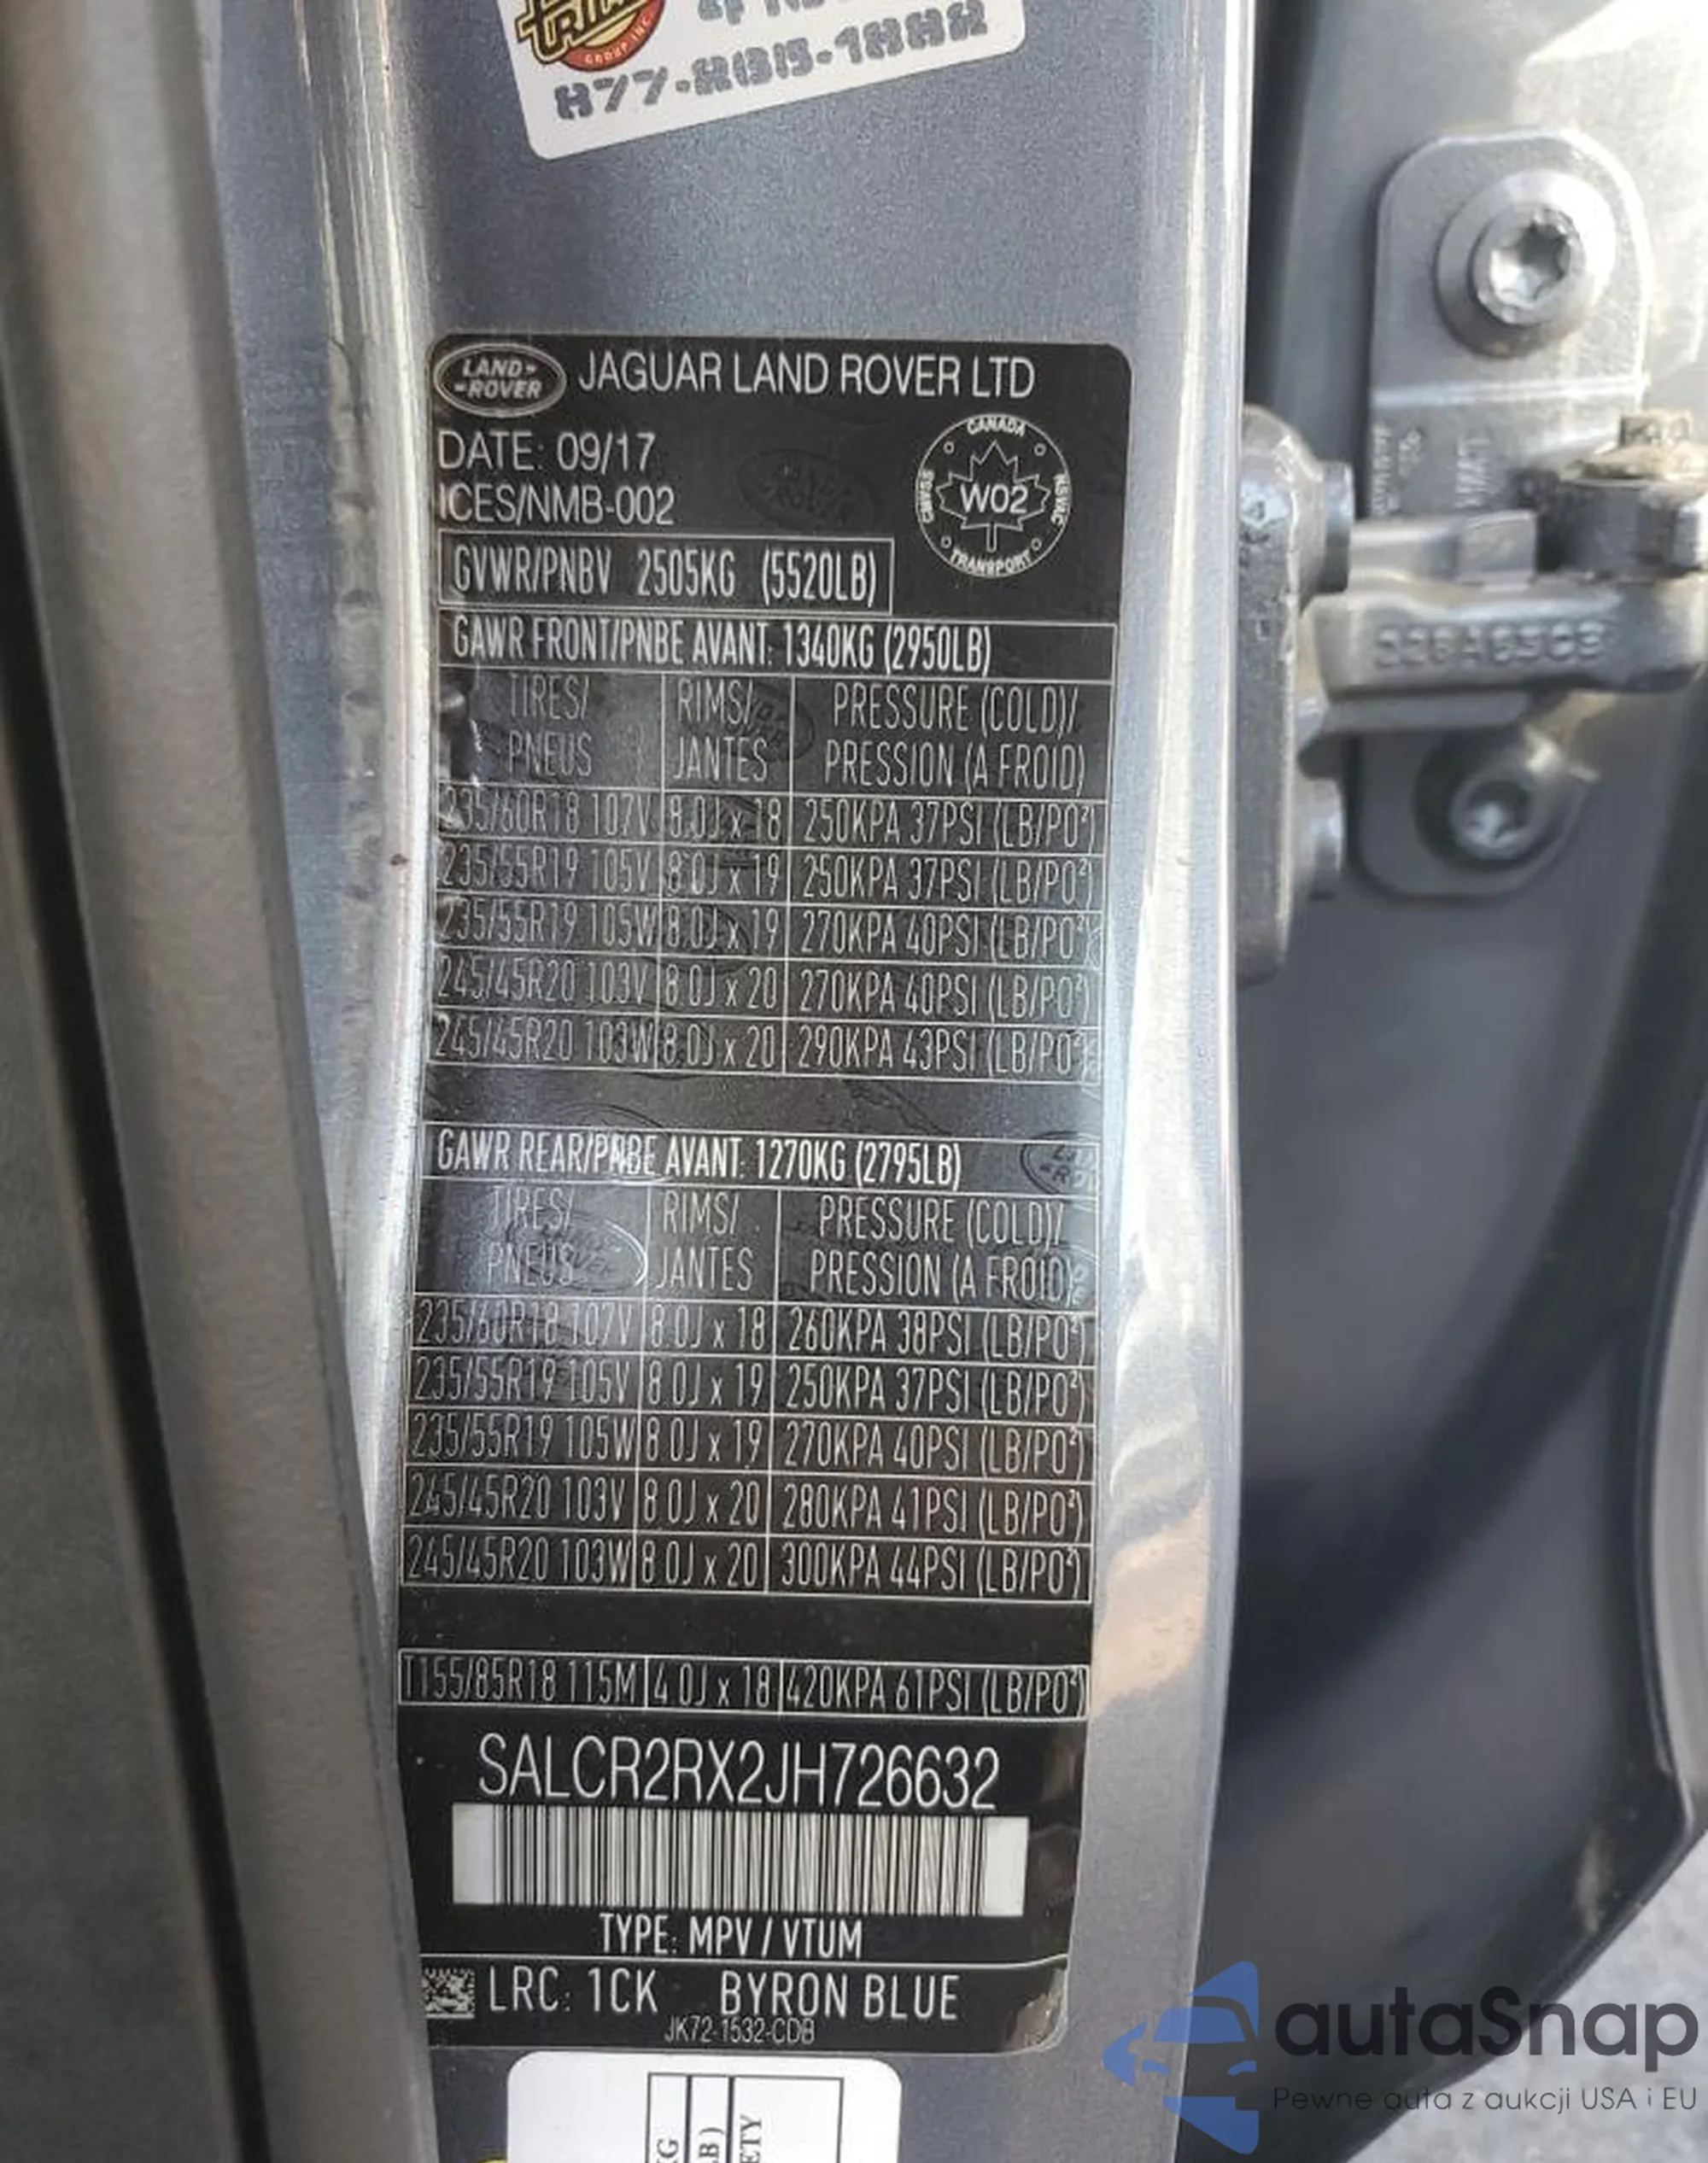 GROUP INC.
LAND ROVER JAGUAR LAND ROVER LTD
DATE: 09/17
ICES/NMB-002
CANADA
CMVSS W02 NSVAC
TRANSPORT
GVWR/PNBV 2505KG (5520LB)
GAWR FRONT/PNBE AVANT: 1340KG (2950LB)
TIRES/ RIMS/ PRESSURE (COLD)/
PNEUS JANTES PRESSION (A FROID)
235/60R18 107V 8.0J x 18 250KPA 37PSI (LB/PO²)
235/55R19 105V 8.0J x 19 250KPA 37PSI (LB/PO²)
235/55R19 105W 8.0J x 19 270KPA 40PSI (LB/PO²)
245/45R20 103V 8.0J x 20 270KPA 40PSI (LB/PO²)
245/45R20 103W 8.0J x 20 290KPA 43PSI (LB/PO²)
GAWR REAR/PNBE AVANT: 1270KG (2795LB)
TIRES/ RIMS/ PRESSURE (COLD)/
PNEUS JANTES PRESSION (A FROID)
235/60R18 107V 8.0J x 18 260KPA 38PSI (LB/PO²)
235/55R19 105V 8.0J x 19 250KPA 37PSI (LB/PO²)
235/55R19 105W 8.0J x 19 270KPA 40PSI (LB/PO²)
245/45R20 103V 8.0J x 20 280KPA 41PSI (LB/PO²)
245/45R20 103W 8.0J x 20 300KPA 44PSI (LB/PO²)
T155/85R18 115M 4.0J x 18 420KPA 61PSI (LB/PO²)
SALCR2RX2JH726632
TYPE: MPV / VTUM
LRC: 1CK BYRON BLUE
JK72-1532-CDB
autaSnap
Pewne auta z aukcji USA i EU